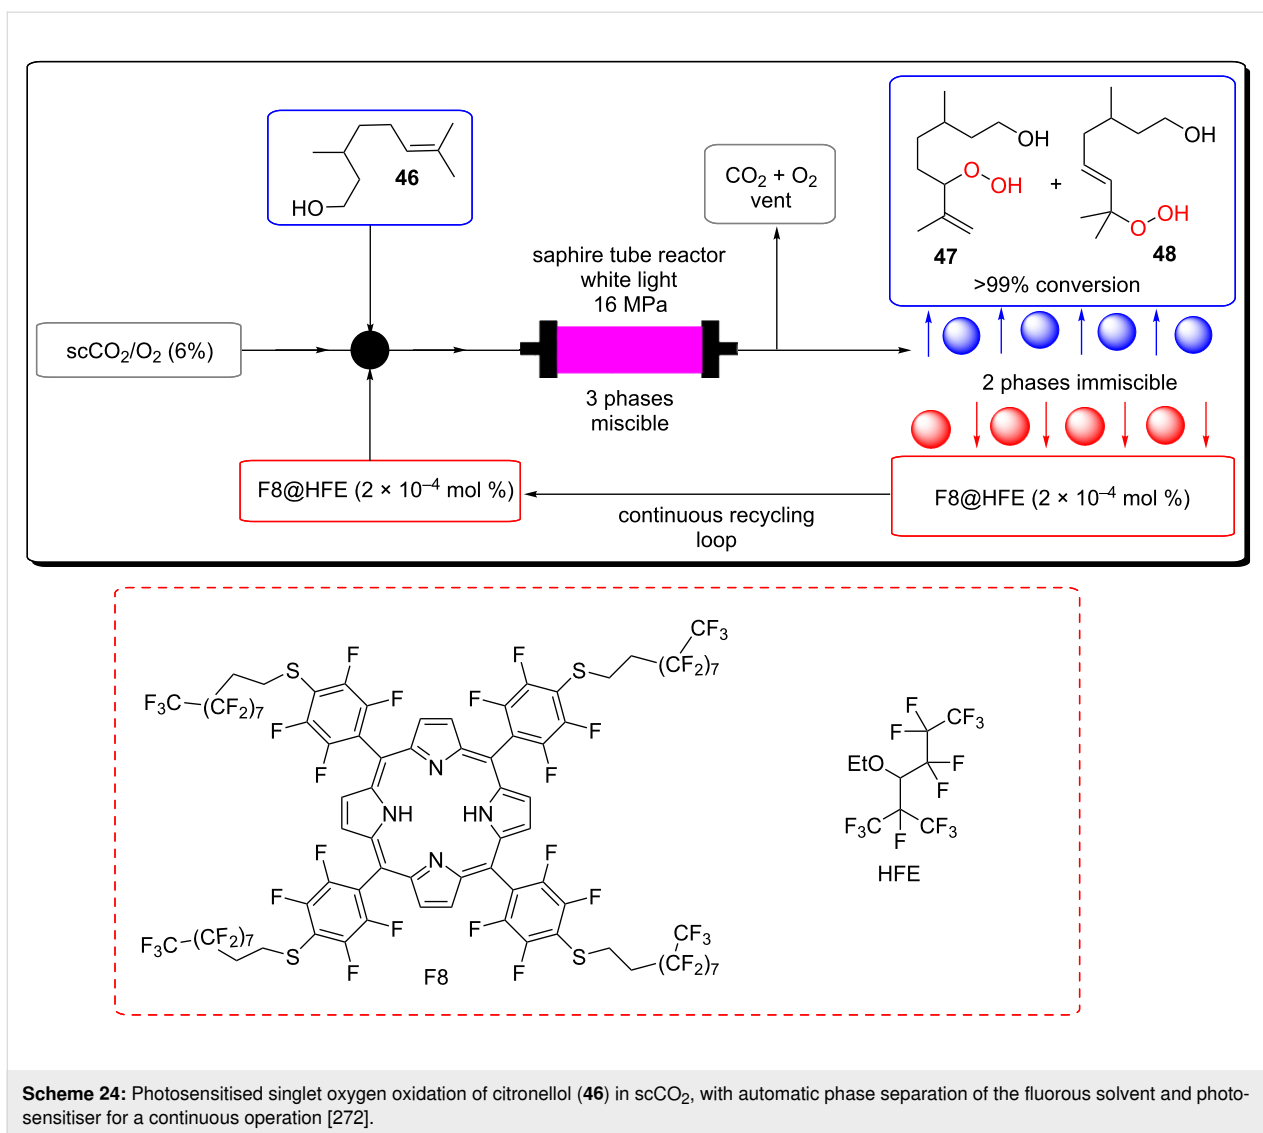 46
HO
CO₂ + O₂
vent
OH
O
OH
47
+
OH
O
OH
48
>99% conversion
saphire tube reactor
white light
16 MPa
scCO₂/O₂ (6%)
3 phases
miscible
2 phases immiscible
F8@HFE (2 × 10⁻⁴ mol %)
continuous recycling
loop
F8@HFE (2 × 10⁻⁴ mol %)
F₃C (CF₂)₇ S F F F F
F F F F S (CF₂)₇ CF₃
N
NH HN
N
F₃C (CF₂)₇ S F F F F
F F F F S (CF₂)₇ CF₃
F8
F CF₃
F
EtO F
F
F₃C F CF₃
HFE
Scheme 24: Photosensitised singlet oxygen oxidation of citronellol (46) in scCO₂, with automatic phase separation of the fluorous solvent and photo-
sensitiser for a continuous operation [272].